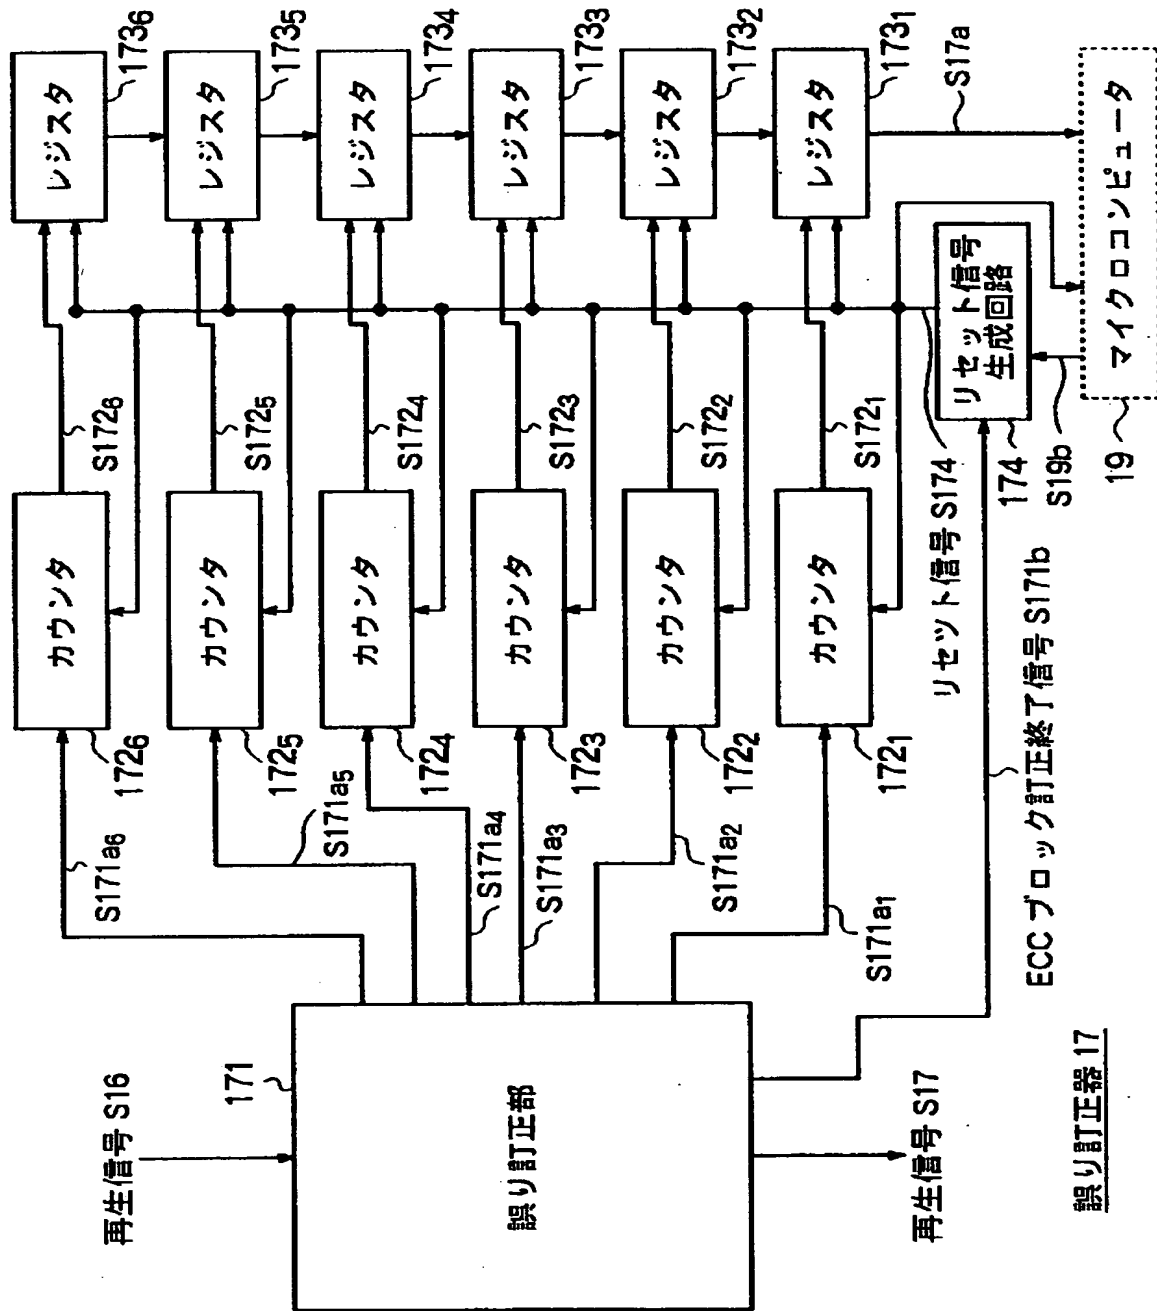 再生信号 S16
171
誤り訂正部
再生信号 S17
誤り訂正器 17
S171a6
S171a5
S171a4
S171a3
S171a2
S171a1
ECC ブロック訂正終了信号 S171b
カウンタ
1726
カウンタ
1725
カウンタ
1724
カウンタ
1723
カウンタ
1722
カウンタ
1721
S1726
S1725
S1724
S1723
S1722
S1721
リセット信号 S174
リセット信号
生成回路
174
S19b
レジスタ
1736
レジスタ
1735
レジスタ
1734
レジスタ
1733
レジスタ
1732
レジスタ
1731
S17a
マイクロコンピュータ
19